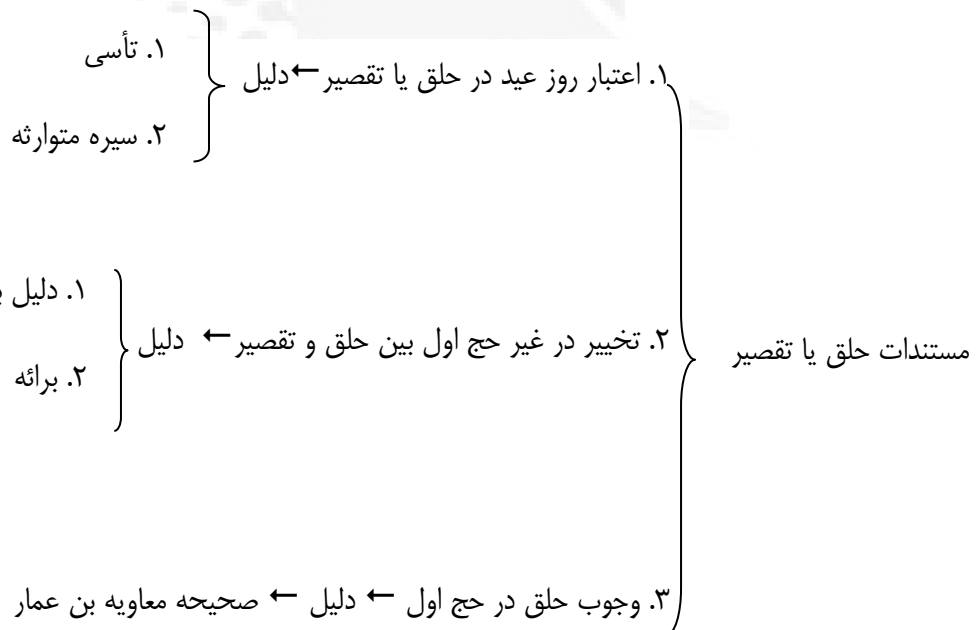 مستندات حلق یا تقصیر
۱. اعتبار روز عید در حلق یا تقصیر ← دلیل
۱. تأسی
۲. سیره متوارثه
۲. تخییر در غیر حج اول بین حلق و تقصیر ← دلیل
۱. دلیل
۲. برائه
۳. وجوب حلق در حج اول ← دلیل ← صحیحه معاویه بن عمار